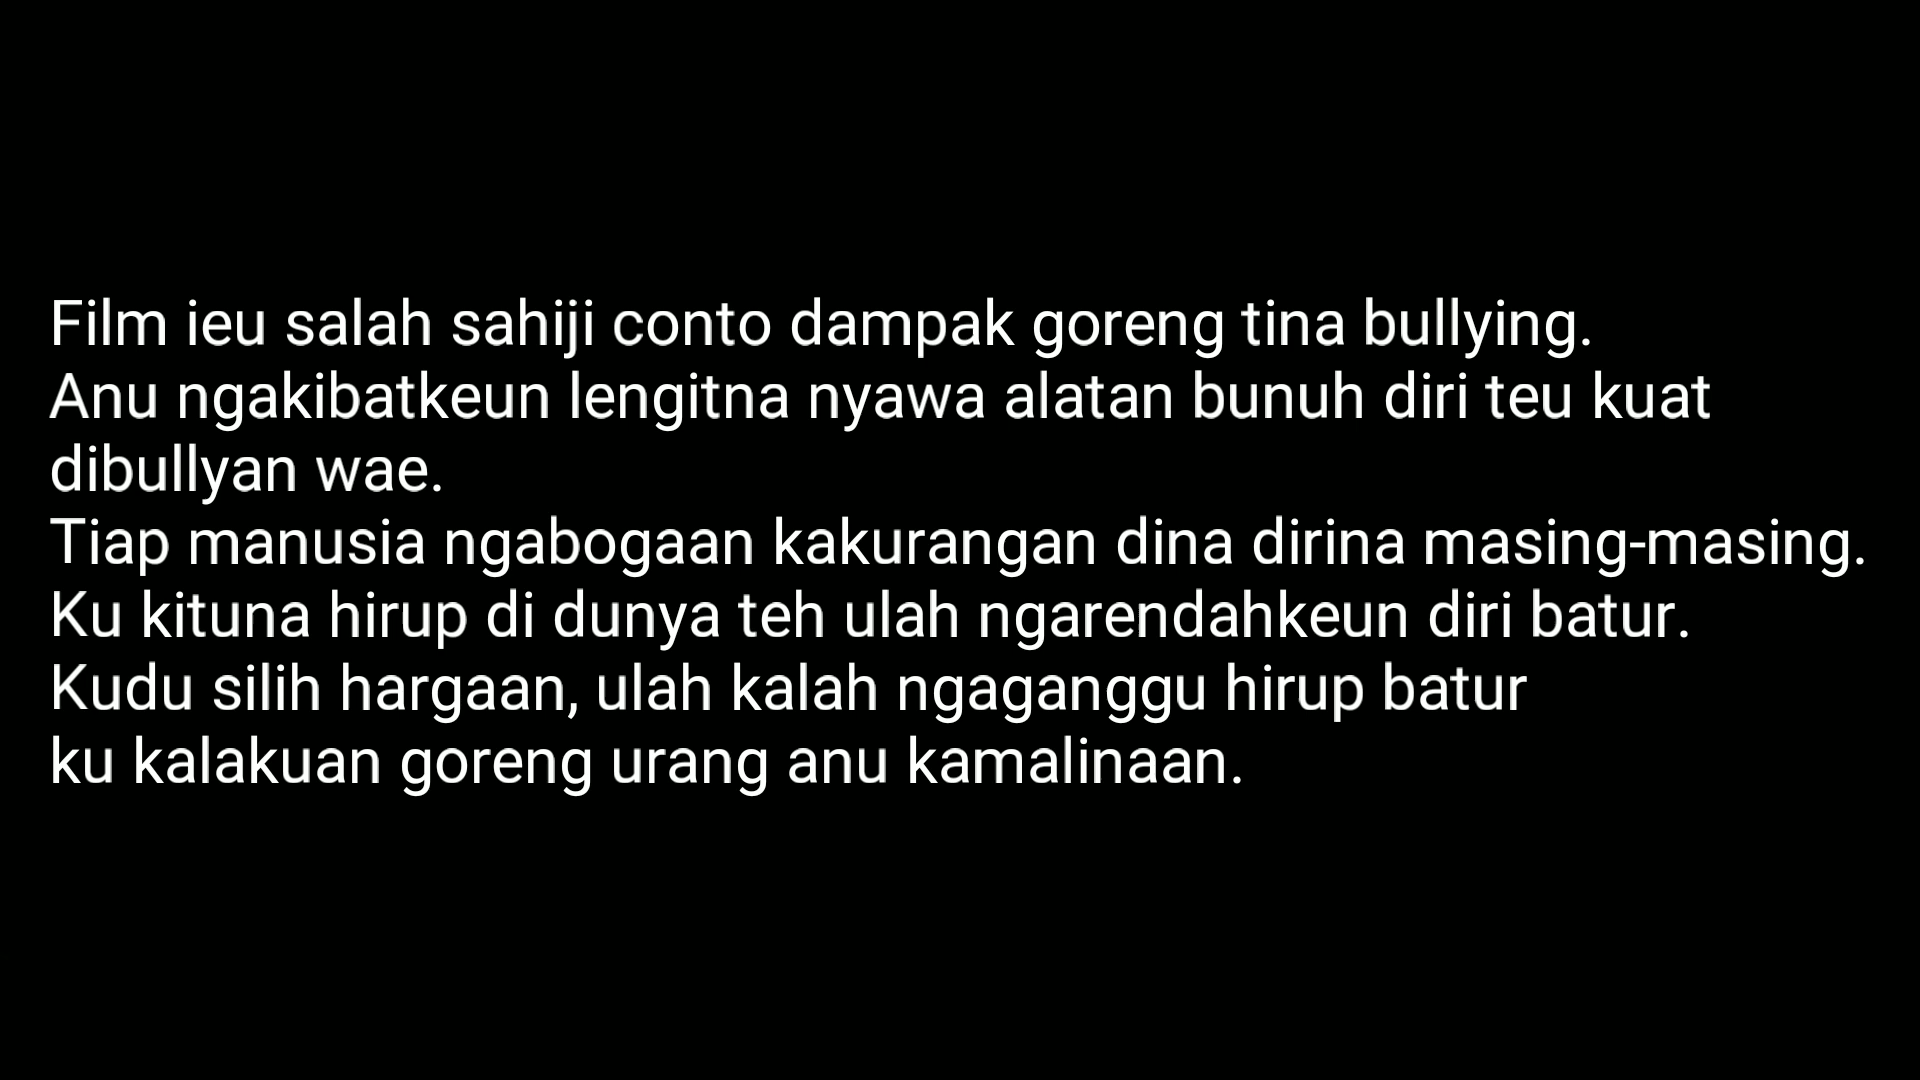 Film ieu salah sahiji conto dampak goreng tina bullying.
Anu ngakibatkeun lengitna nyawa alatan bunuh diri teu kuat
dibullyan wae.
Tiap manusia ngabogaan kakurangan dina dirina masing-masing.
Ku kituna hirup di dunya teh ulah ngarendahkeun diri batur.
Kudu silih hargaan, ulah kalah ngaganggu hirup batur
ku kalakuan goreng urang anu kamalinaan.